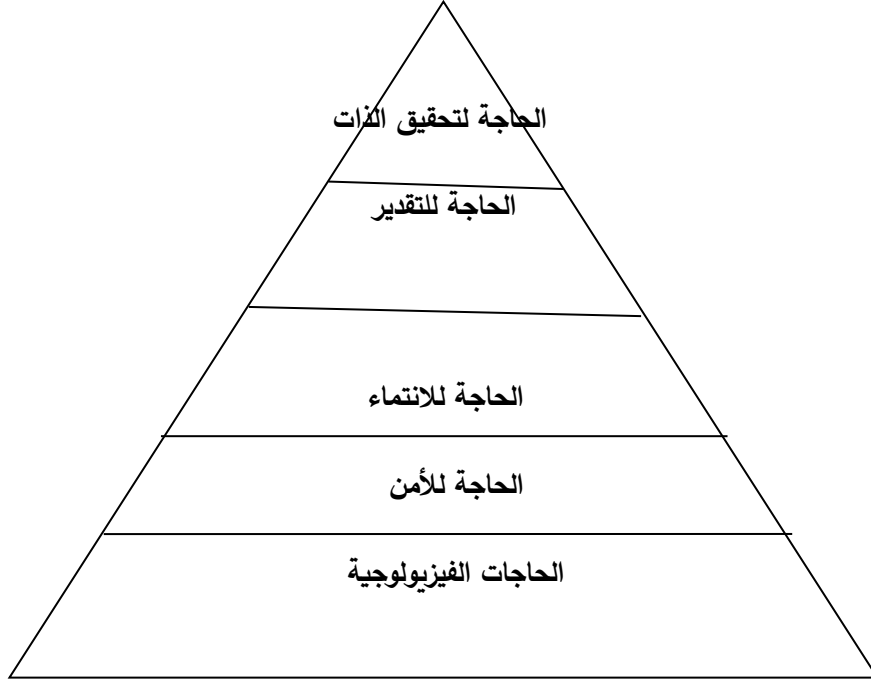 الحاجة لتحقيق الذات
الحاجة للتقدير
الحاجة للانتماء
الحاجة للأمن
الحاجات الفيزيولوجية